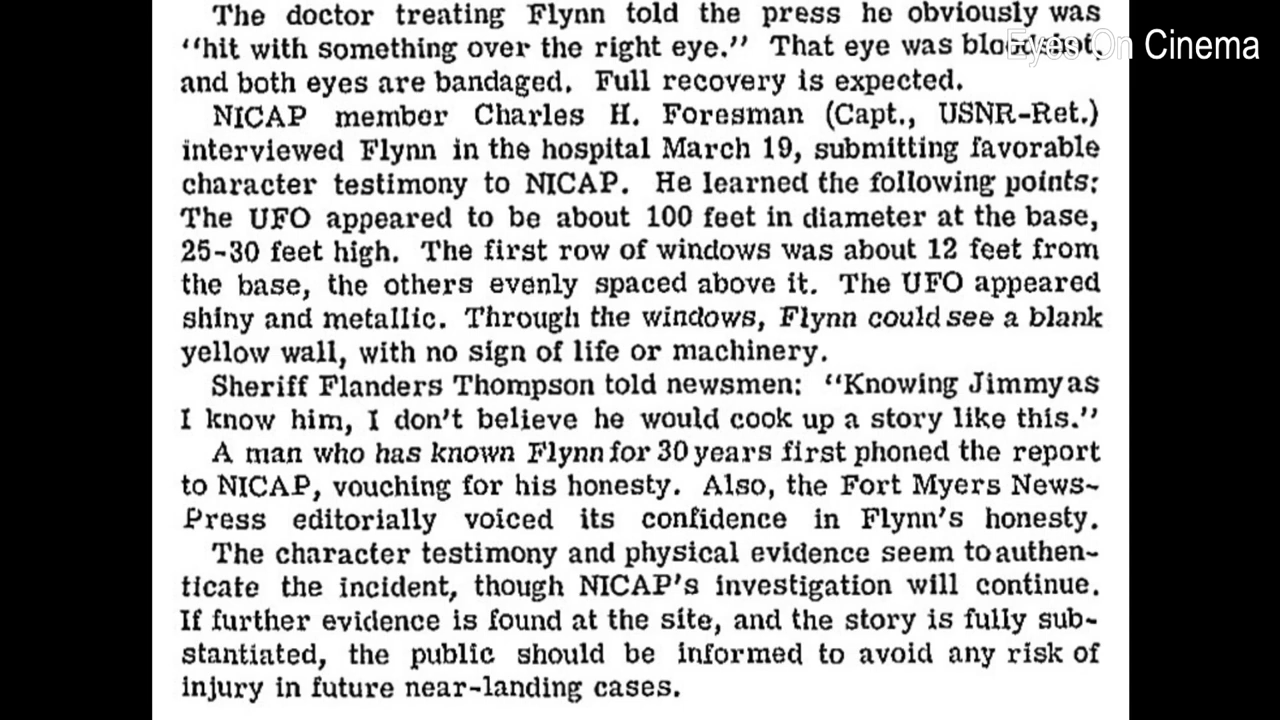 The doctor treating Flynn told the press he obviously was
"hit with something over the right eye." That eye was bloodshot,
and both eyes are bandaged. Full recovery is expected.
NICAP member Charles H. Foresman (Capt., USNR-Ret.)
interviewed Flynn in the hospital March 19, submitting favorable
character testimony to NICAP. He learned the following points:
The UFO appeared to be about 100 feet in diameter at the base,
25-30 feet high. The first row of windows was about 12 feet from
the base, the others evenly spaced above it. The UFO appeared
shiny and metallic. Through the windows, Flynn could see a blank
yellow wall, with no sign of life or machinery.
Sheriff Flanders Thompson told newsmen: "Knowing Jimmy as
I know him, I don't believe he would cook up a story like this."
A man who has known Flynn for 30 years first phoned the report
to NICAP, vouching for his honesty. Also, the Fort Myers News-
Press editorially voiced its confidence in Flynn's honesty.
The character testimony and physical evidence seem to authen-
ticate the incident, though NICAP's investigation will continue.
If further evidence is found at the site, and the story is fully sub-
stantiated, the public should be informed to avoid any risk of
injury in future near-landing cases.
Eyes On Cinema